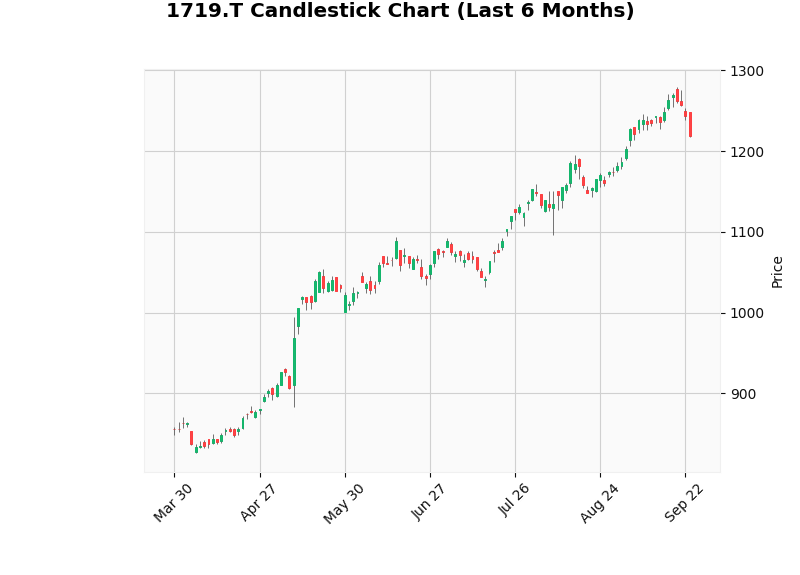 1719.T Candlestick Chart (Last 6 Months)
1300
1200
1100
1000
900
Price
Mar 30
Apr 27
May 30
Jun 27
Jul 26
Aug 24
Sep 22